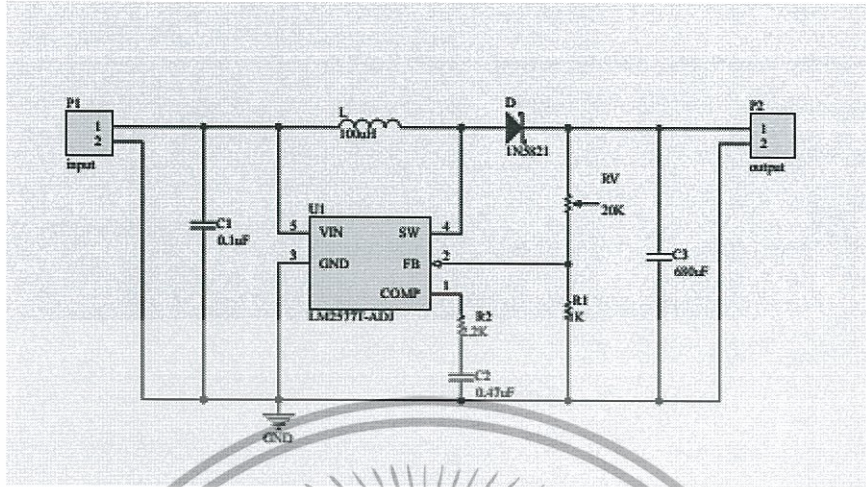 P1
1
2
input
L
100uH
D
1N5821
P2
1
2
output
RV
20K
C1
0.1uF
U1
5
VIN
SW
4
3
GND
FB
2
COMP
1
LM2577T-ADJ
R2
2.2K
C2
0.47uF
R1
1K
C3
680uF
GND